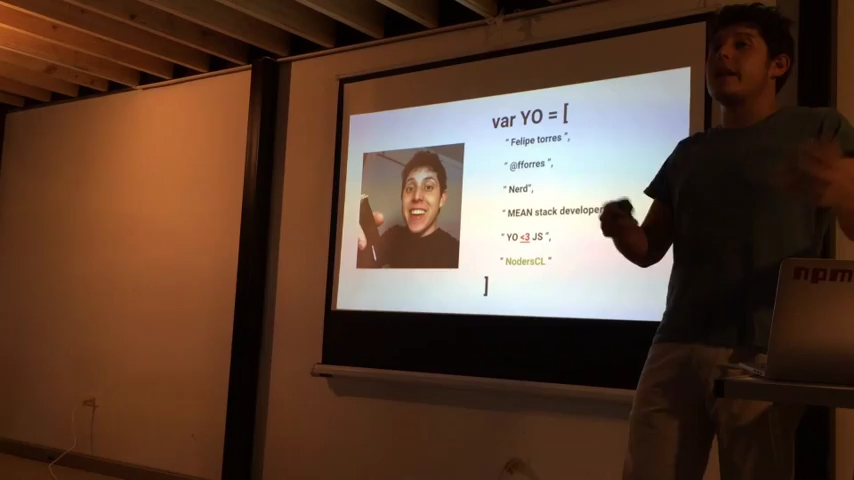 var YO = [
" Felipe torres ",
" @fforres ",
" Nerd",
" MEAN stack developer
" YO <3 JS ",
" NodersCL "
]
npm